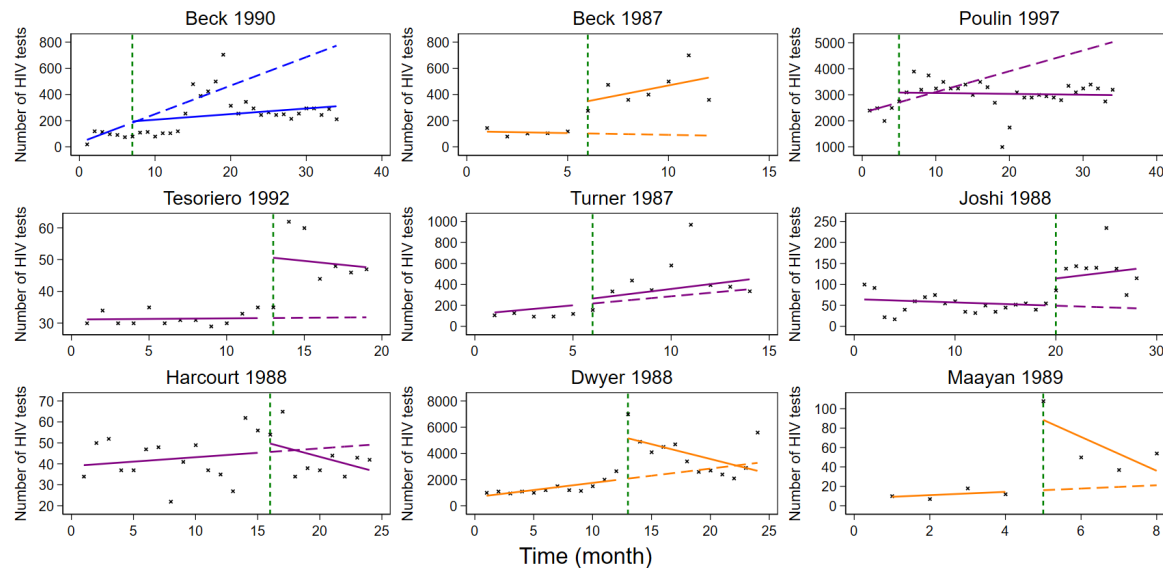 Beck 1990
Beck 1987
Poulin 1997
Number of HIV tests
800
600
400
200
0
0 10 20 30 40
Number of HIV tests
800
600
400
200
0
0 5 10 15
Number of HIV tests
5000
4000
3000
2000
1000
0 10 20 30 40
Tesoriero 1992
Turner 1987
Joshi 1988
Number of HIV tests
60
50
40
30
0 5 10 15 20
Number of HIV tests
1000
800
600
400
200
0
0 5 10 15
Number of HIV tests
250
200
150
100
50
0
0 10 20 30
Harcourt 1988
Dwyer 1988
Maayan 1989
Number of HIV tests
70
60
50
40
30
20
0 5 10 15 20 25
Number of HIV tests
8000
6000
4000
2000
0
0 5 10 15 20 25
Number of HIV tests
100
80
60
40
20
0
0 2 4 6 8
Time (month)